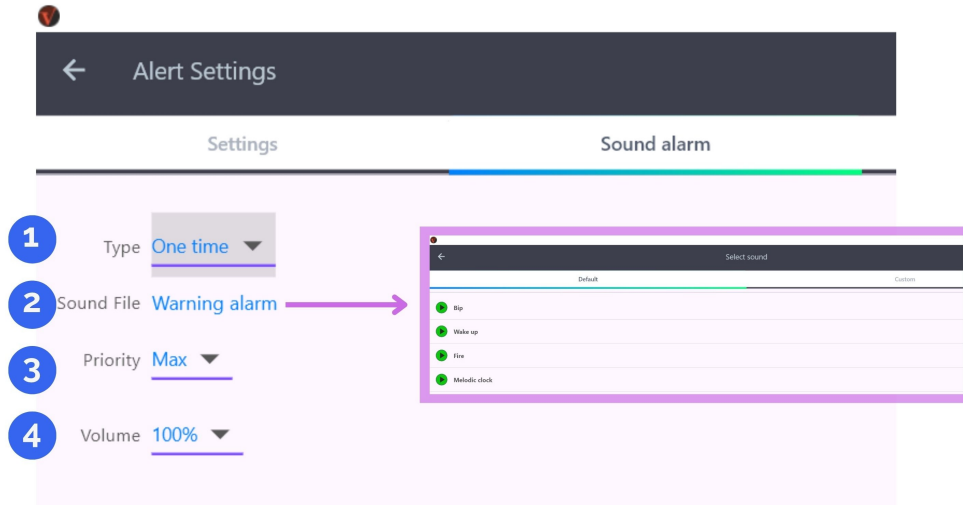 Alert Settings
Settings
Sound alarm
1
Type One time
2
Sound File Warning alarm
3
Priority Max
4
Volume 100%
Select sound
Default
Custom
Bip
Wake up
Fire
Melodic clock